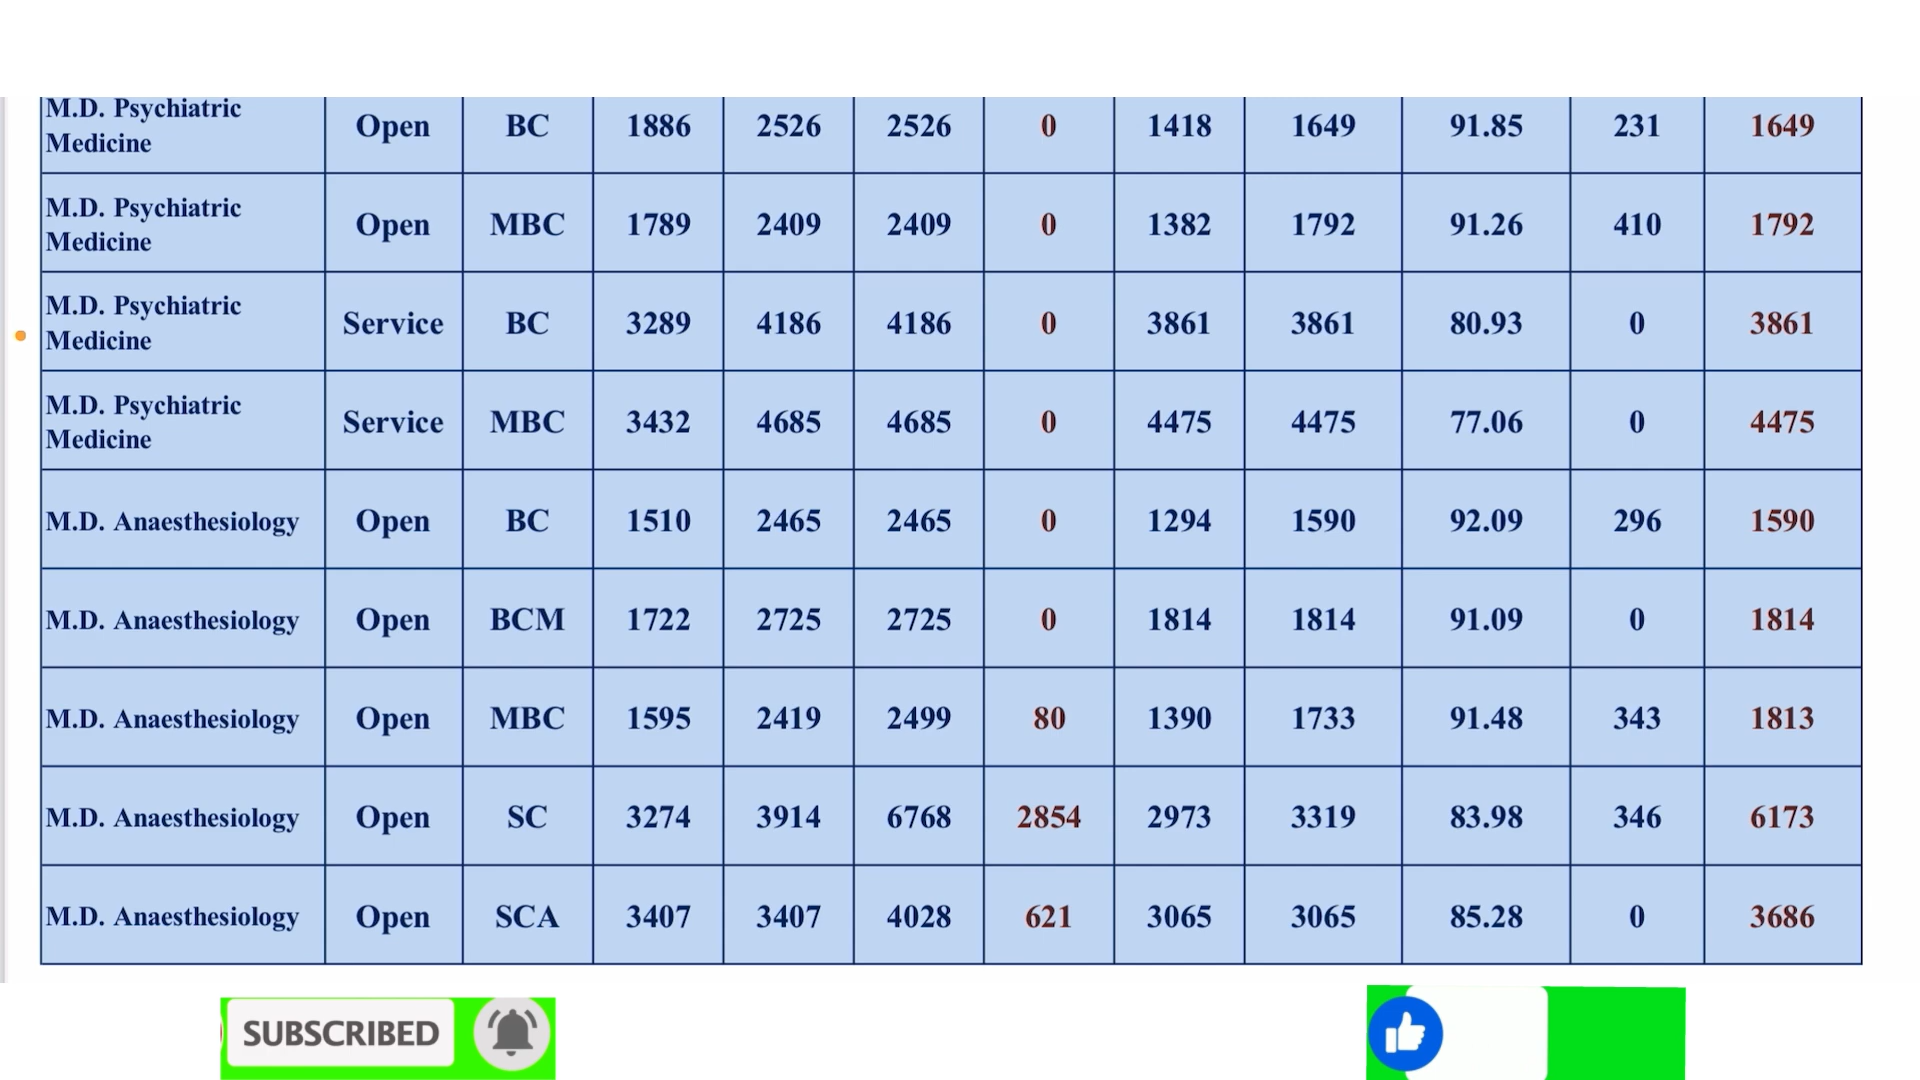 M.D. Psychiatric
Medicine Open BC 1886 2526 2526 0 1418 1649 91.85 231 1649
M.D. Psychiatric
Medicine Open MBC 1789 2409 2409 0 1382 1792 91.26 410 1792
M.D. Psychiatric
Medicine Service BC 3289 4186 4186 0 3861 3861 80.93 0 3861
M.D. Psychiatric
Medicine Service MBC 3432 4685 4685 0 4475 4475 77.06 0 4475
M.D. Anaesthesiology Open BC 1510 2465 2465 0 1294 1590 92.09 296 1590
M.D. Anaesthesiology Open BCM 1722 2725 2725 0 1814 1814 91.09 0 1814
M.D. Anaesthesiology Open MBC 1595 2419 2499 80 1390 1733 91.48 343 1813
M.D. Anaesthesiology Open SC 3274 3914 6768 2854 2973 3319 83.98 346 6173
M.D. Anaesthesiology Open SCA 3407 3407 4028 621 3065 3065 85.28 0 3686
SUBSCRIBED